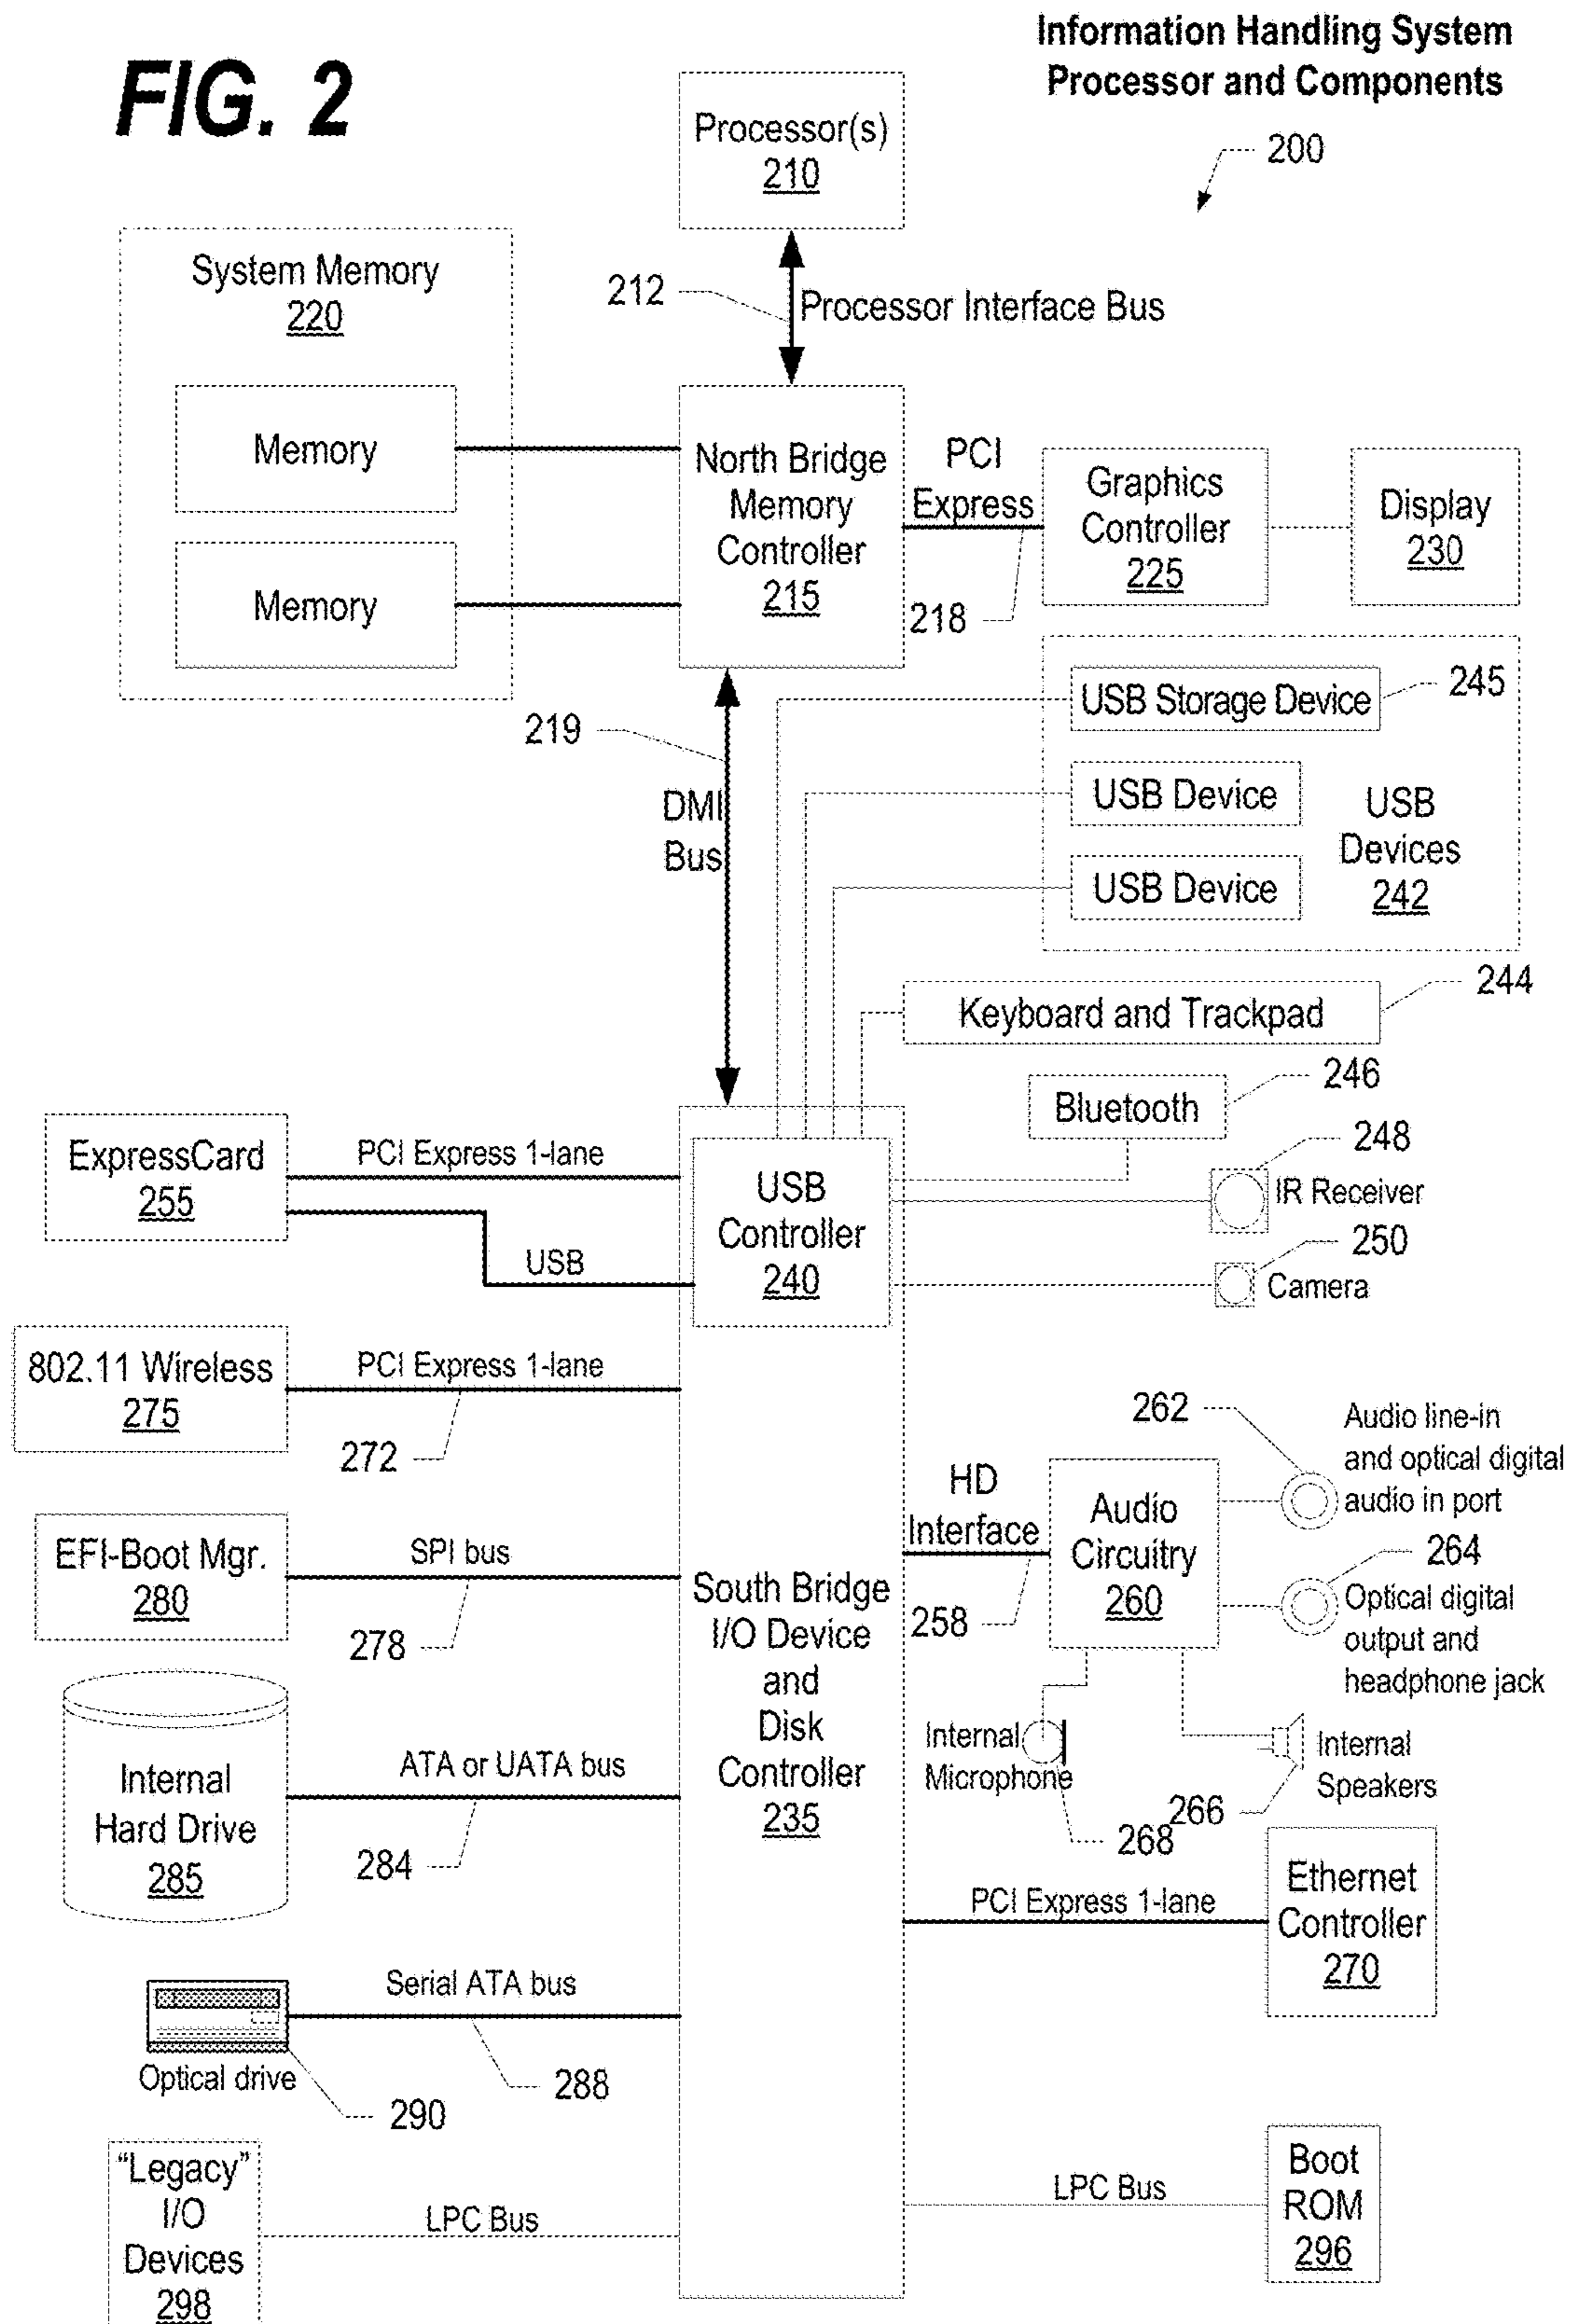 Information Handling System
Processor and Components
FIG. 2
200
Processor(s)
210
212
Processor Interface Bus
System Memory
220
Memory
Memory
North Bridge
Memory
Controller
215
PCI
Express
218
Graphics
Controller
225
Display
230
219
DMI
Bus
USB Storage Device
245
USB Device
USB Device
USB
Devices
242
Keyboard and Trackpad
244
Bluetooth
246
248
IR Receiver
250
Camera
ExpressCard
255
PCI Express 1-lane
USB
USB
Controller
240
802.11 Wireless
275
PCI Express 1-lane
272
EFI-Boot Mgr.
280
SPI bus
278
South Bridge
I/O Device
and
Disk
Controller
235
HD
Interface
258
Audio
Circuitry
260
262
Audio line-in
and optical digital
audio in port
264
Optical digital
output and
headphone jack
Internal
Microphone
268
266
Internal
Speakers
Internal
Hard Drive
285
ATA or UATA bus
284
PCI Express 1-lane
Ethernet
Controller
270
Serial ATA bus
288
Optical drive
290
"Legacy"
I/O
Devices
298
LPC Bus
LPC Bus
Boot
ROM
296